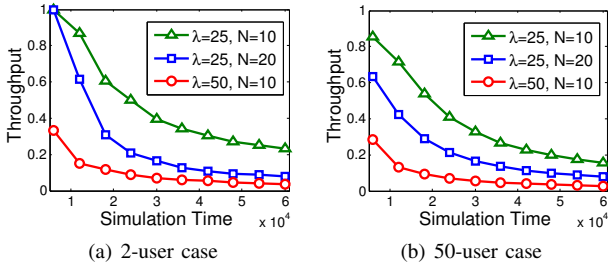 Throughput
1
0.8
0.6
0.4
0.2
0
λ=25, N=10
λ=25, N=20
λ=50, N=10
1 2 3 4 5 6
Simulation Time
x 10^4
(a) 2-user case
Throughput
1
0.8
0.6
0.4
0.2
0
λ=25, N=10
λ=25, N=20
λ=50, N=10
1 2 3 4 5 6
Simulation Time
x 10^4
(b) 50-user case